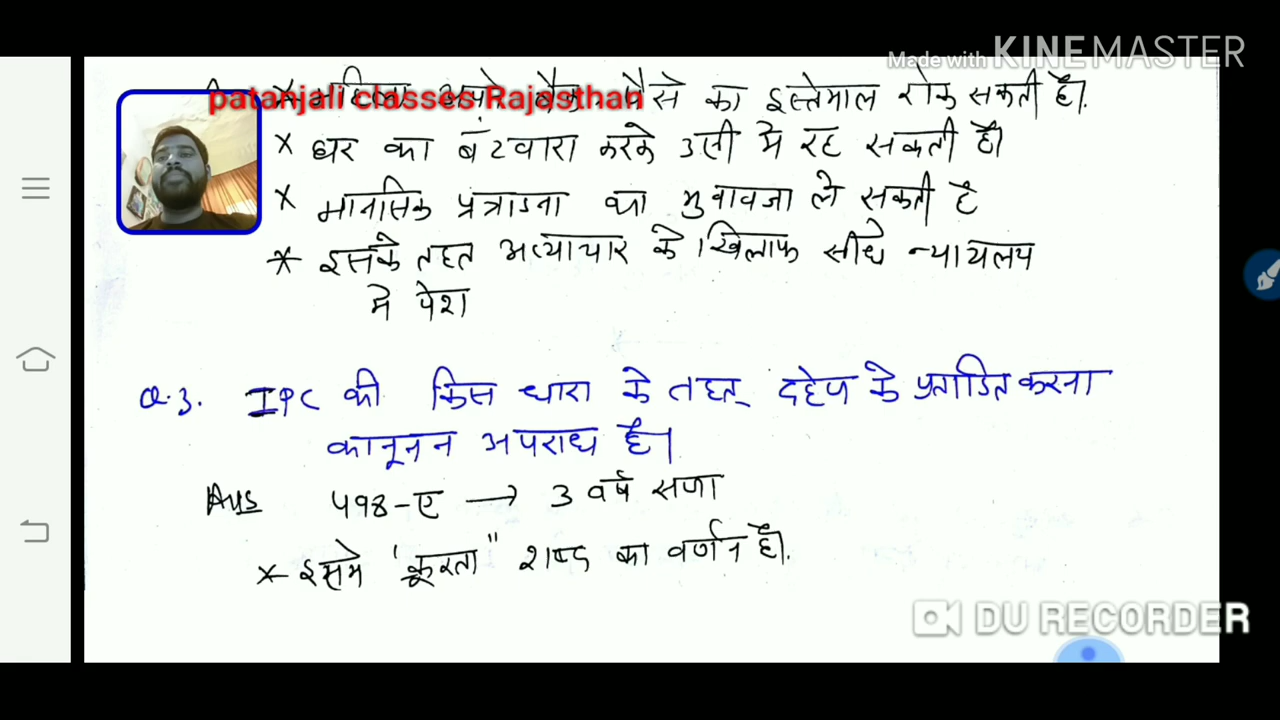 Made with KINEMASTER
patanjali classes Rajasthan
* पैसे का इस्तेमाल रोक सकती है।
* घर का बंटवारा करके उसी मे रह सकती है।
* मानसिक प्रत्राडना का मुवावजा ले सकती है
* इसके तहत अत्याचार के खिलाफ सीधे न्यायलय
मे पेश
Q.3. IPC की किस धारा के तहत् दहेज के प्रताडित करना
कानूनन अपराध है।
Ans 498-ए → 3 वर्ष सजा
* इसमे "क्रूरता" शब्द का वर्णन है।
DU RECORDER